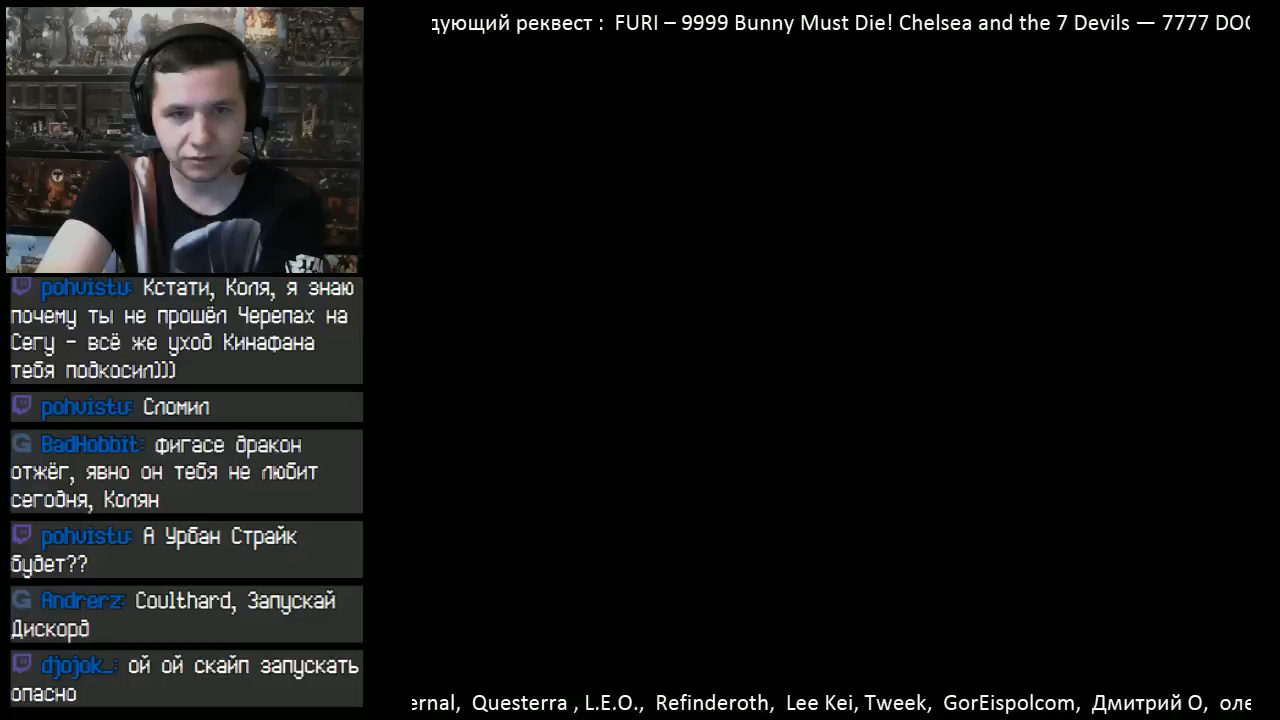 дующий реквест : FURI – 9999 Bunny Must Die! Chelsea and the 7 Devils — 7777 DOO
pohvistu: Кстати, Коля, я знаю
почему ты не прошёл Черепах на
Сегу - всё же уход Кинафана
тебя подкосил)))
pohvistu: Сломил
BadHobbit: фигасе дракон
отжёг, явно он тебя не любит
сегодня, Колян
pohvistu: А Урбан Страйк
будет??
Andrerz: Coulthard, Запускай
Дискорд
djojok_: ой ой скайп запускать
опасно
ernal, Questerra , L.E.O., Refinderoth, Lee Kei, Tweek, GorEispolcom, Дмитрий О, оле